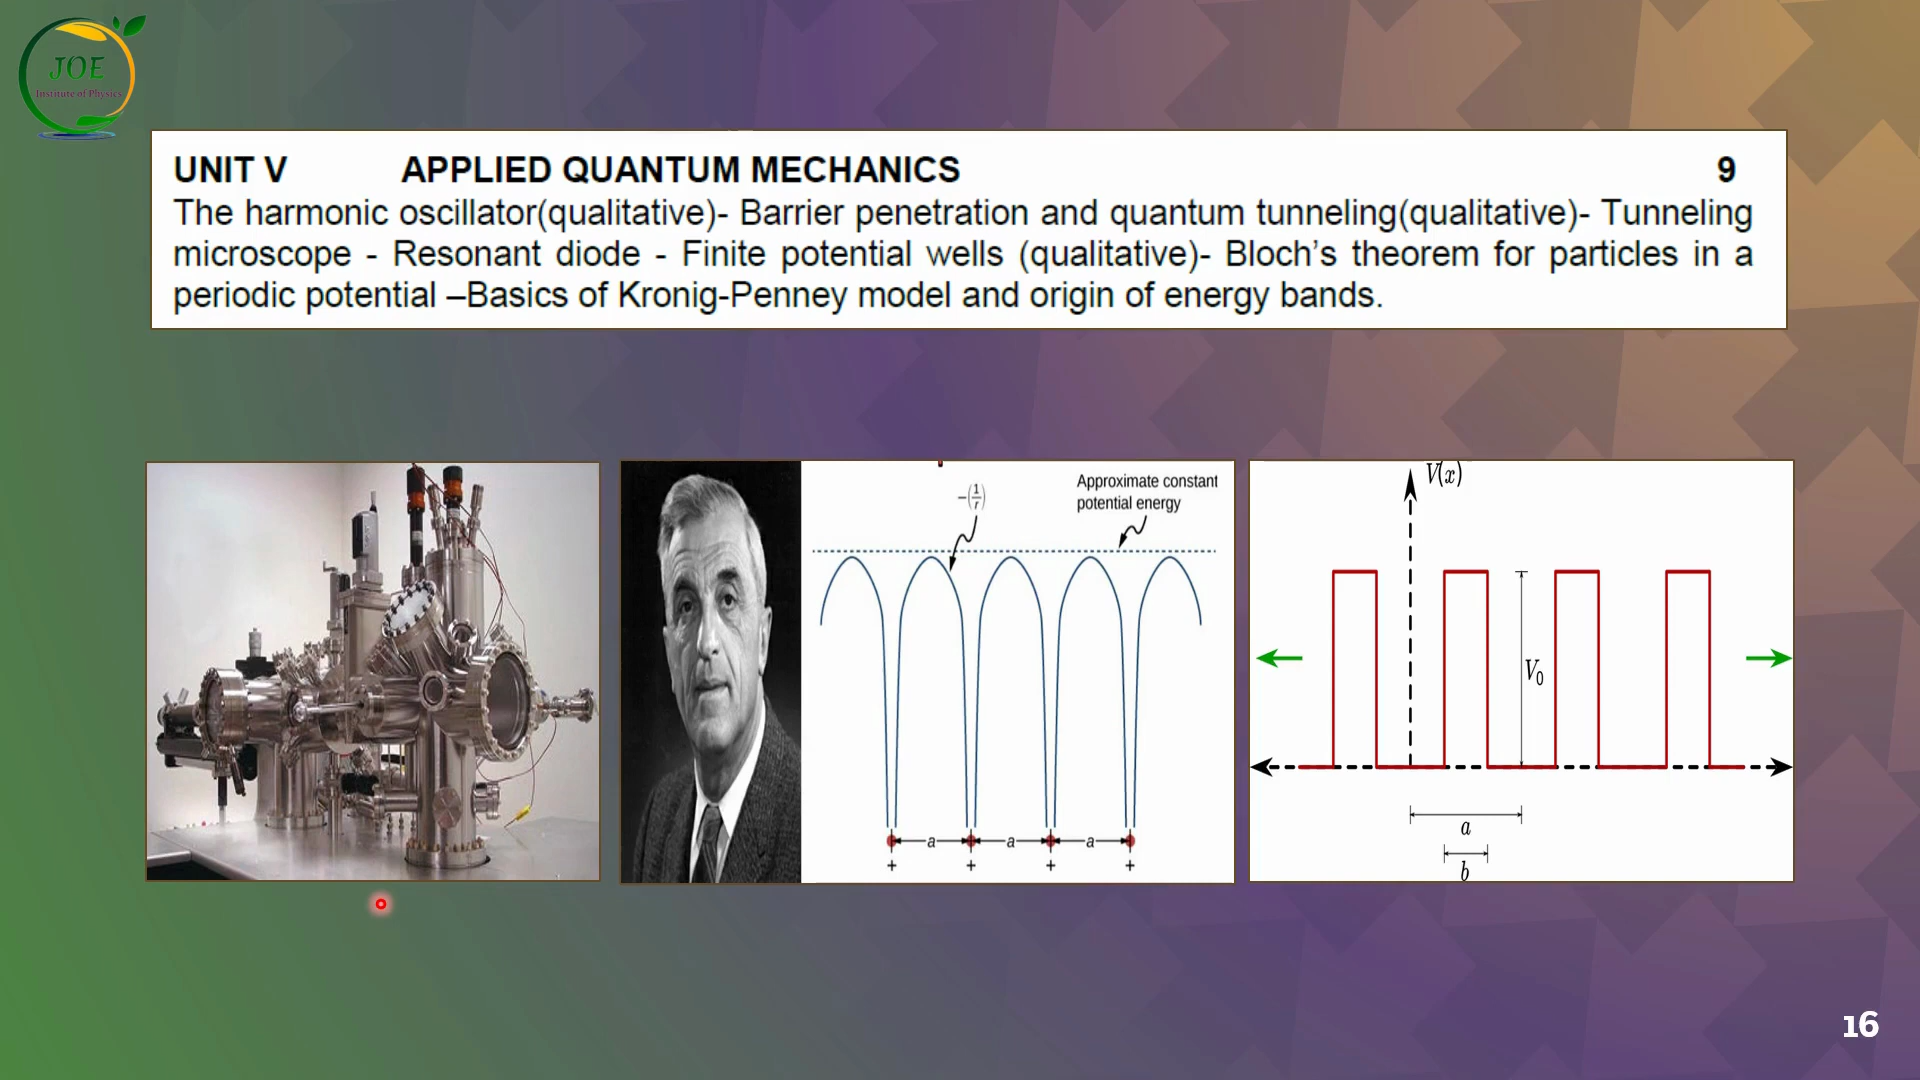 JOE
Institute of Physics
UNIT V APPLIED QUANTUM MECHANICS 9
The harmonic oscillator(qualitative)- Barrier penetration and quantum tunneling(qualitative)- Tunneling
microscope - Resonant diode - Finite potential wells (qualitative)- Bloch’s theorem for particles in a
periodic potential –Basics of Kronig-Penney model and origin of energy bands.
−(1/r)
Approximate constant
potential energy
a a a
+ + + +
V(x)
V₀
a
b
16